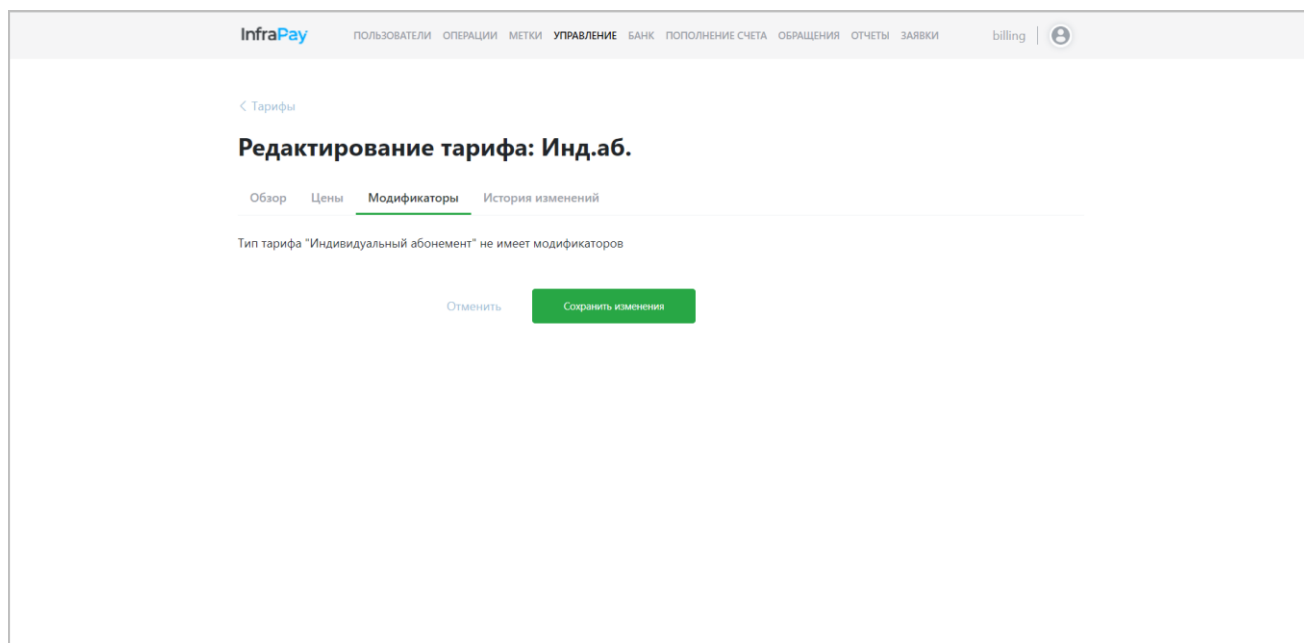 InfraPay ПОЛЬЗОВАТЕЛИ ОПЕРАЦИИ МЕТКИ УПРАВЛЕНИЕ БАНК ПОПОЛНЕНИЕ СЧЕТА ОБРАЩЕНИЯ ОТЧЕТЫ ЗАЯВКИ billing
Тарифы
Редактирование тарифа: Инд.аб.
Обзор Цены Модификаторы История изменений
Тип тарифа "Индивидуальный абонемент" не имеет модификаторов
Отменить Сохранить изменения